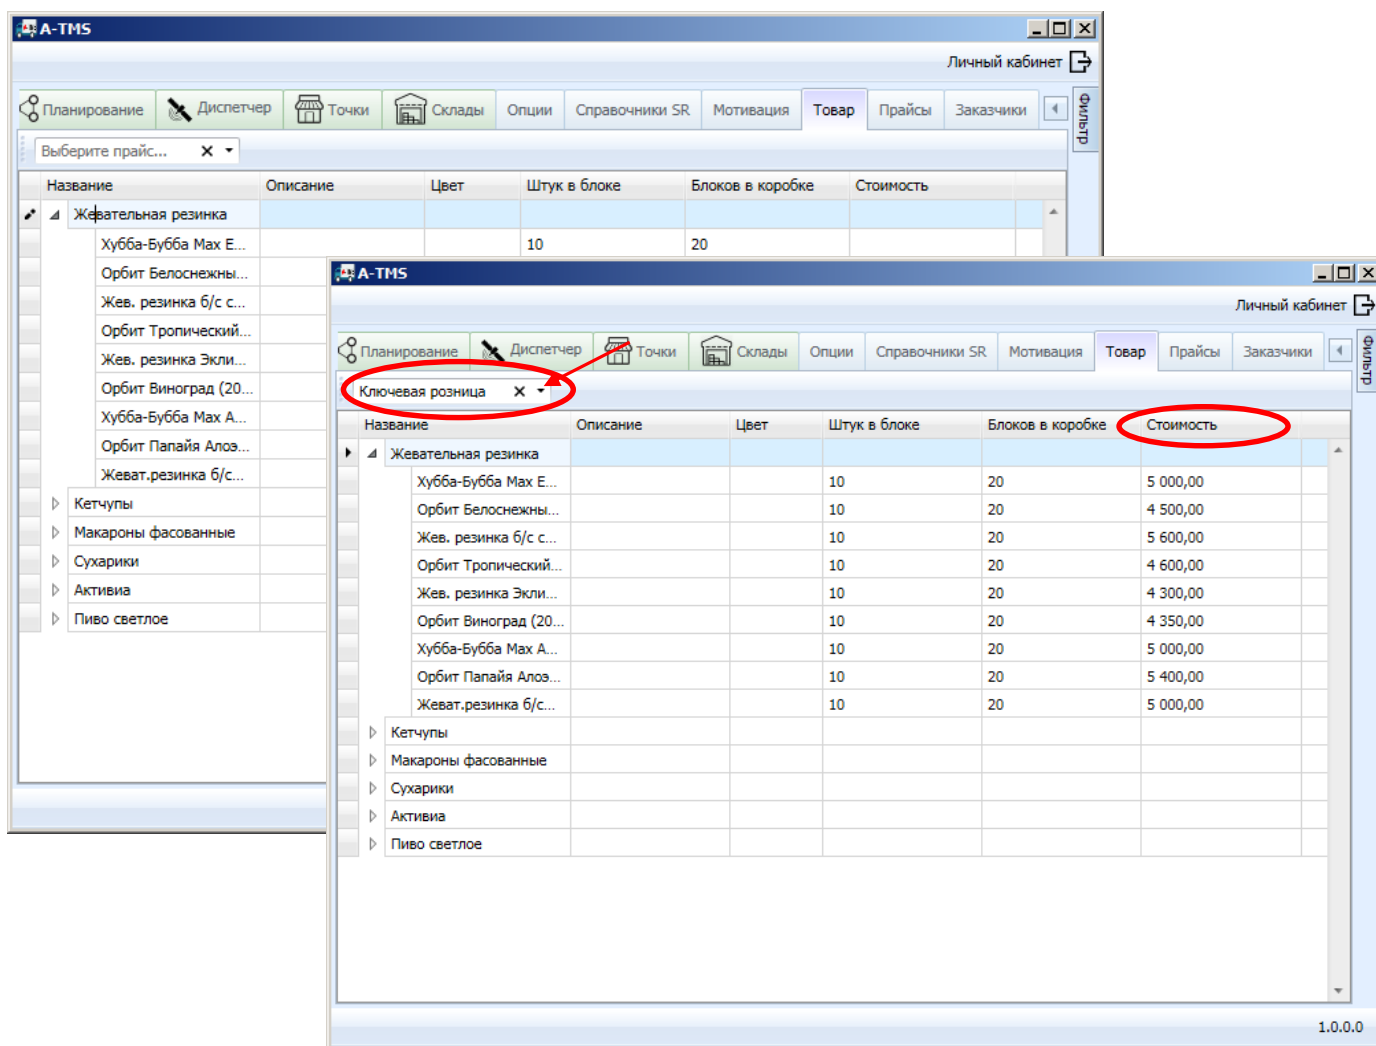 A-TMS
Личный кабинет
Планирование Диспетчер Точки Склады Опции Справочники SR Мотивация Товар Прайсы Заказчики
Фильтр
Выберите прайс...
Название Описание Цвет Штук в блоке Блоков в коробке Стоимость
Жевательная резинка
Хубба-Бубба Max Е... 10 20
Орбит Белоснежны...
Жев. резинка б/с с...
Орбит Тропический...
Жев. резинка Экли...
Орбит Виноград (20...
Хубба-Бубба Мах А...
Орбит Папайя Алоэ...
Жеват.резинка б/с...
Кетчупы
Макароны фасованные
Сухарики
Активиа
Пиво светлое
A-TMS
Личный кабинет
Планирование Диспетчер Точки Склады Опции Справочники SR Мотивация Товар Прайсы Заказчики
Фильтр
Ключевая розница
Название Описание Цвет Штук в блоке Блоков в коробке Стоимость
Жевательная резинка
Хубба-Бубба Max Е... 10 20 5 000,00
Орбит Белоснежны... 10 20 4 500,00
Жев. резинка б/с с... 10 20 5 600,00
Орбит Тропический... 10 20 4 600,00
Жев. резинка Экли... 10 20 4 300,00
Орбит Виноград (20... 10 20 4 350,00
Хубба-Бубба Мах А... 10 20 5 000,00
Орбит Папайя Алоэ... 10 20 5 400,00
Жеват.резинка б/с... 10 20 5 000,00
Кетчупы
Макароны фасованные
Сухарики
Активиа
Пиво светлое
1.0.0.0